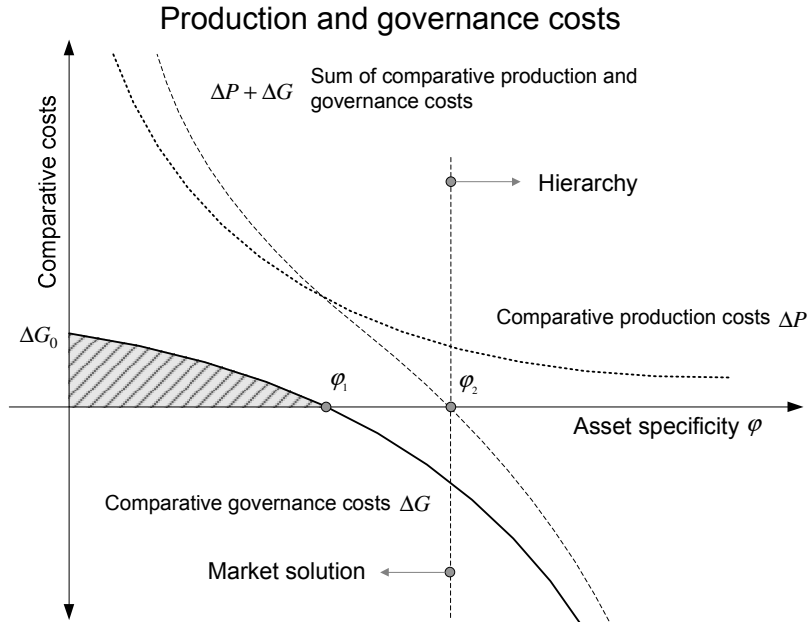 Production and governance costs
Comparative costs
ΔP + ΔG
Sum of comparative production and
governance costs
Hierarchy
Comparative production costs ΔP
ΔG₀
φ₁
φ₂
Asset specificity φ
Comparative governance costs ΔG
Market solution